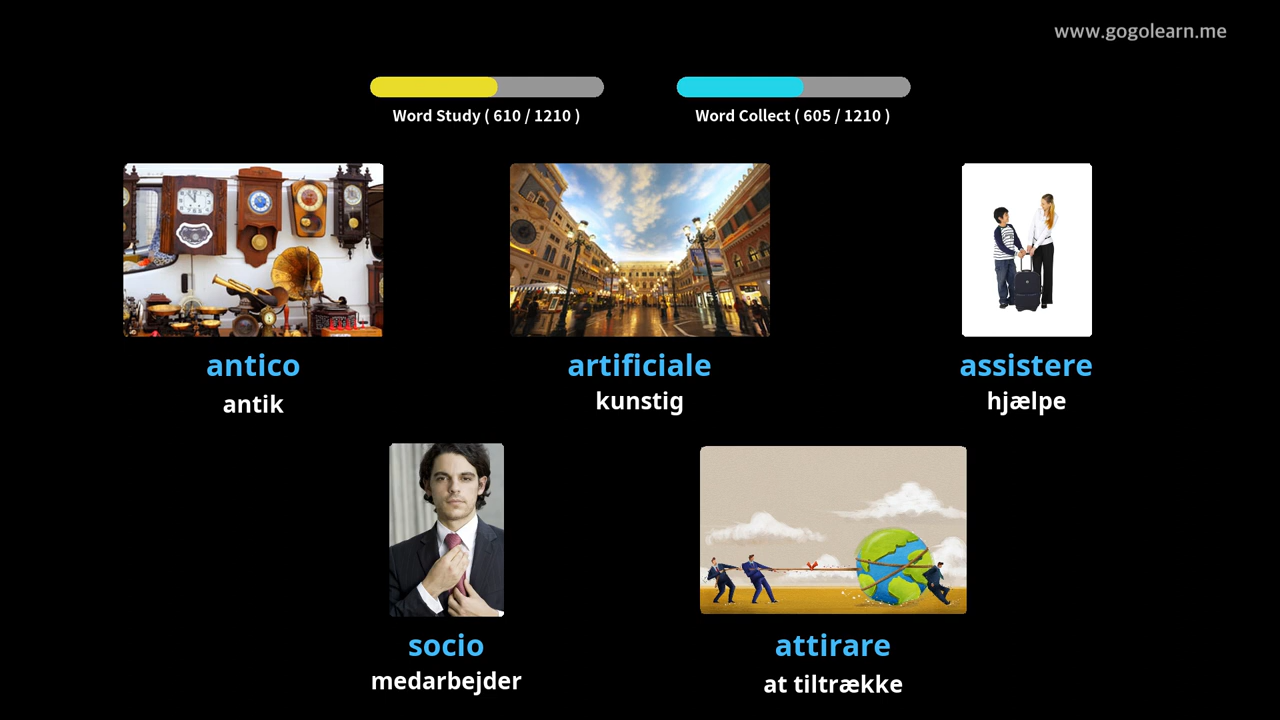 www.gogolearn.me
Word Study ( 610 / 1210 )
Word Collect ( 605 / 1210 )
antico
antik
artificiale
kunstig
assistere
hjælpe
socio
medarbejder
attirare
at tiltrække